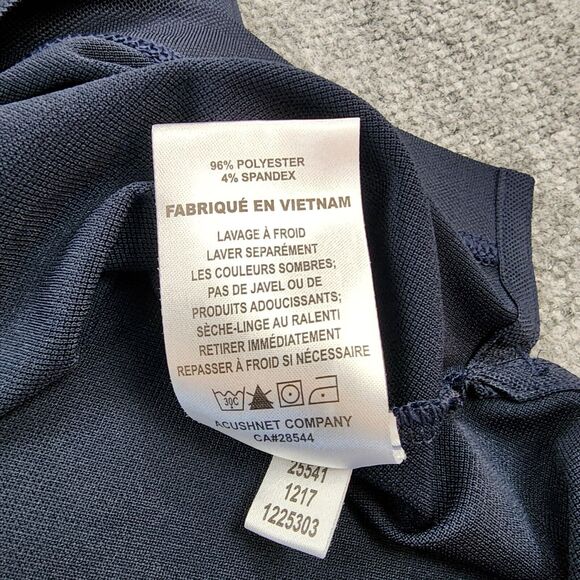 96% POLYESTER
4% SPANDEX
FABRIQUÉ EN VIETNAM
LAVAGE À FROID
LAVER SEPARÉMENT
LES COULEURS SOMBRES;
PAS DE JAVEL OU DE
PRODUITS ADOUCISSANTS;
SÈCHE-LINGE AU RALENTI
RETIRER IMMÉDIATEMENT
REPASSER À FROID SI NÉCESSAIRE
30C
ACUSHNET COMPANY
CA#28544
25541
1217
1225303